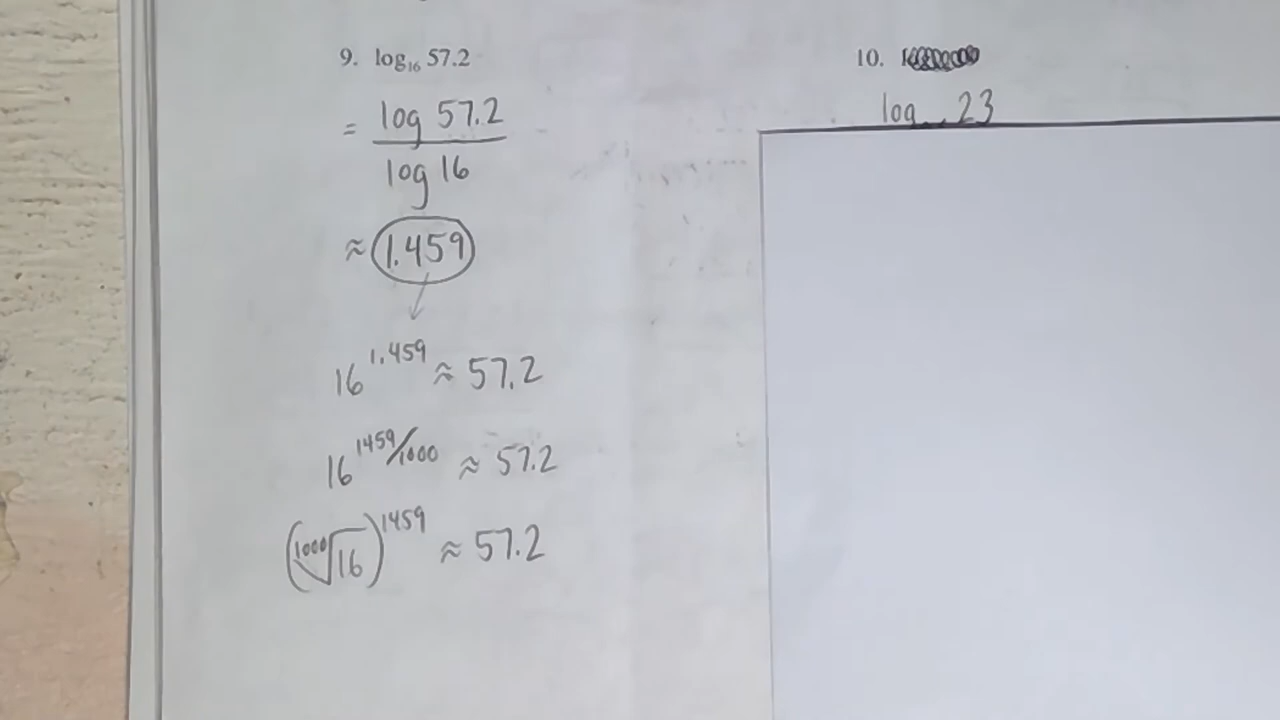 9. log₁₆ 57.2
= log 57.2 / log 16
≈ 1.459
16^1.459 ≈ 57.2
16^1459/1000 ≈ 57.2
(¹⁰⁰⁰√16)^1459 ≈ 57.2
10.
log 23